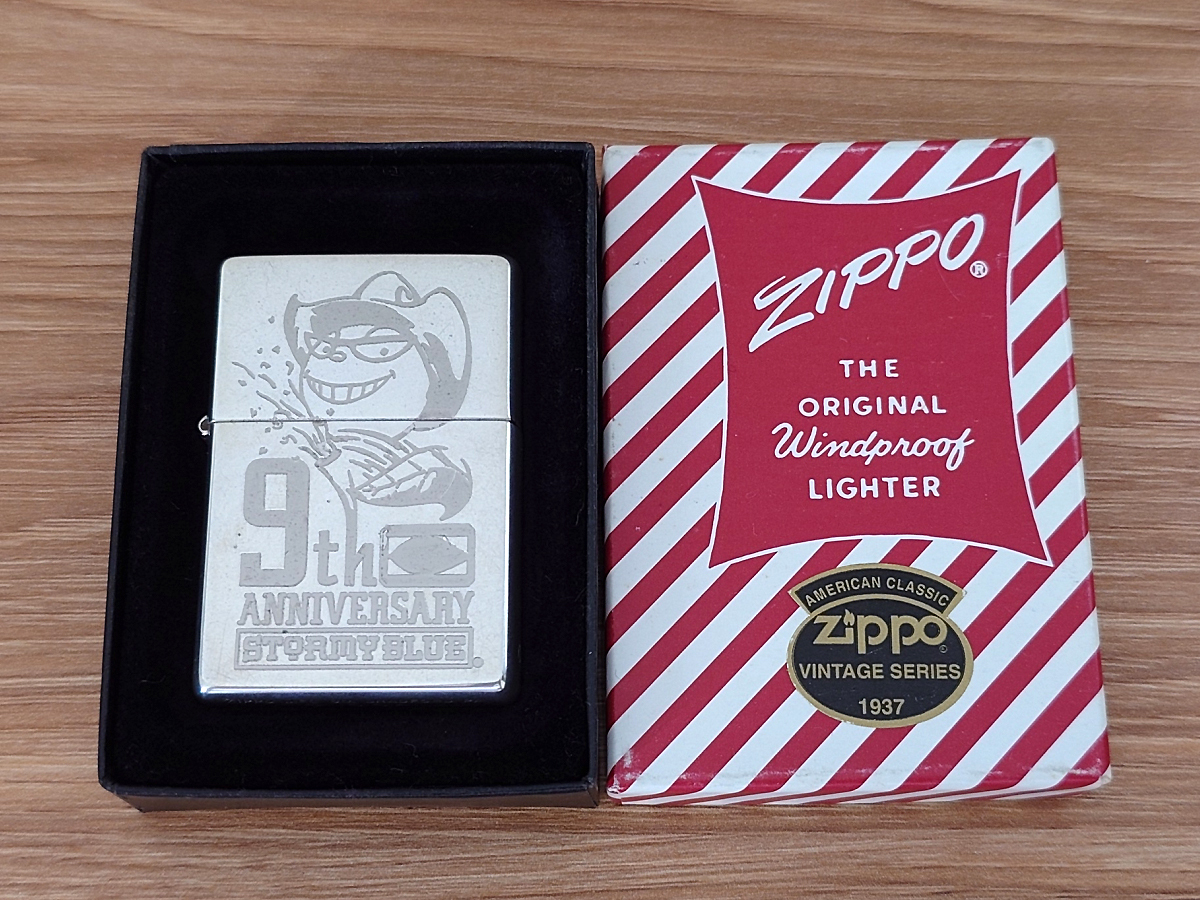 9th
ANNIVERSARY
STORMY BLUE
ZIPPO®
THE
ORIGINAL
Windproof
LIGHTER
AMERICAN CLASSIC
Zippo
VINTAGE SERIES
1937